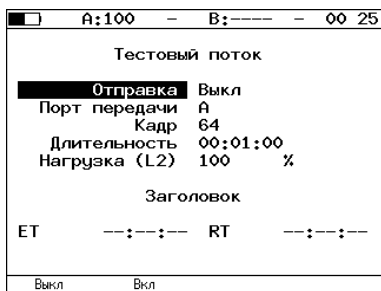 A:100 – B:---- – 00 25
Тестовый поток
Отправка Выкл
Порт передачи A
Кадр 64
Длительность 00:01:00
Нагрузка (L2) 100 %
Заголовок
ET --:--:-- RT --:--:--
Выкл Вкл